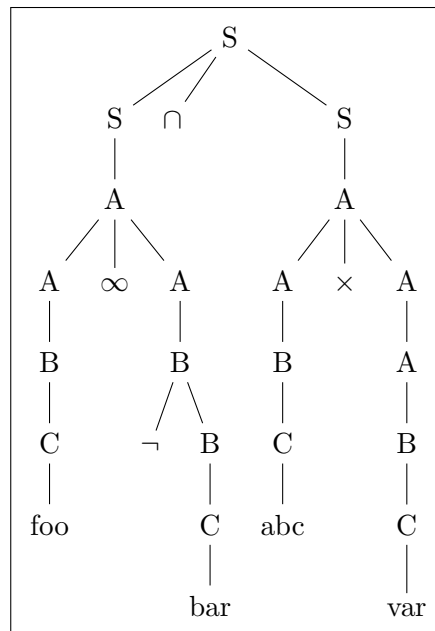 S
S ∩ S
A A
A ∞ A A × A
B B B A
C ¬ B C B
foo C abc C
bar var